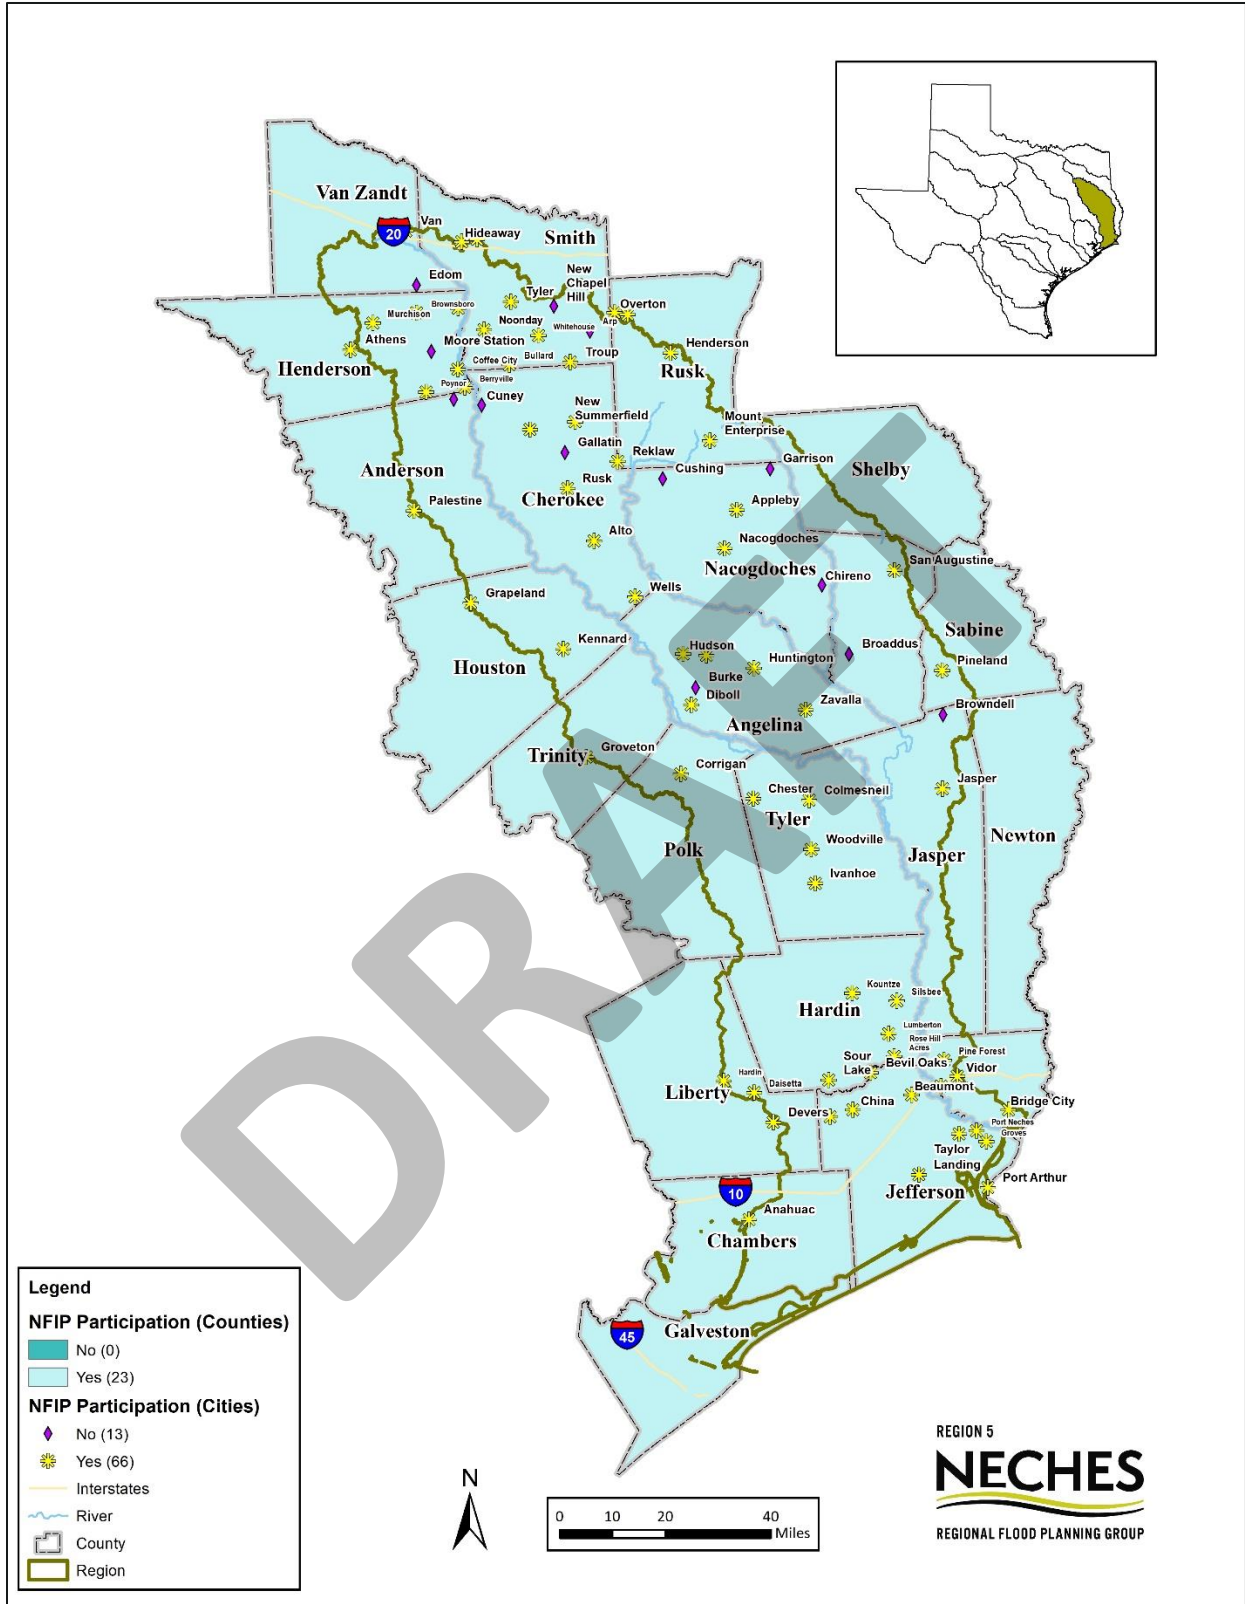 Van Zandt
20
Van
Hideaway
Smith
Edom
Tyler
New
Chapel
Hill
Overton
Brownsboro
Murchison
Noonday
Arp
Whitehouse
Athens
Moore Station
Henderson
Henderson
Coffee City
Bullard
Troup
Rusk
Poynor
Berryville
Cuney
New
Summerfield
Mount
Enterprise
Gallatin
Reklaw
Garrison
Anderson
Cushing
Shelby
Rusk
Cherokee
Palestine
Appleby
Alto
Nacogdoches
Nacogdoches
San Augustine
Chireno
Grapeland
Wells
Sabine
Kennard
Hudson
Broaddus
Houston
Huntington
Pineland
Burke
Diboll
Zavalla
Browndell
Angelina
Trinity
Groveton
Corrigan
Jasper
Chester
Colmesneil
Tyler
Newton
Woodville
Polk
Jasper
Ivanhoe
DRAFT
Kountze
Silsbee
Hardin
Lumberton
Rose Hill
Acres
Pine Forest
Sour
Lake
Bevil Oaks
Vidor
Hardin
Daisetta
Liberty
Beaumont
China
Bridge City
Devers
Port Neches
Groves
Taylor
Landing
Port Arthur
Jefferson
10
Anahuac
Chambers
45
Galveston
Legend
NFIP Participation (Counties)
No (0)
Yes (23)
NFIP Participation (Cities)
No (13)
Yes (66)
Interstates
River
County
Region
N
0 10 20 40
Miles
REGION 5
NECHES
REGIONAL FLOOD PLANNING GROUP